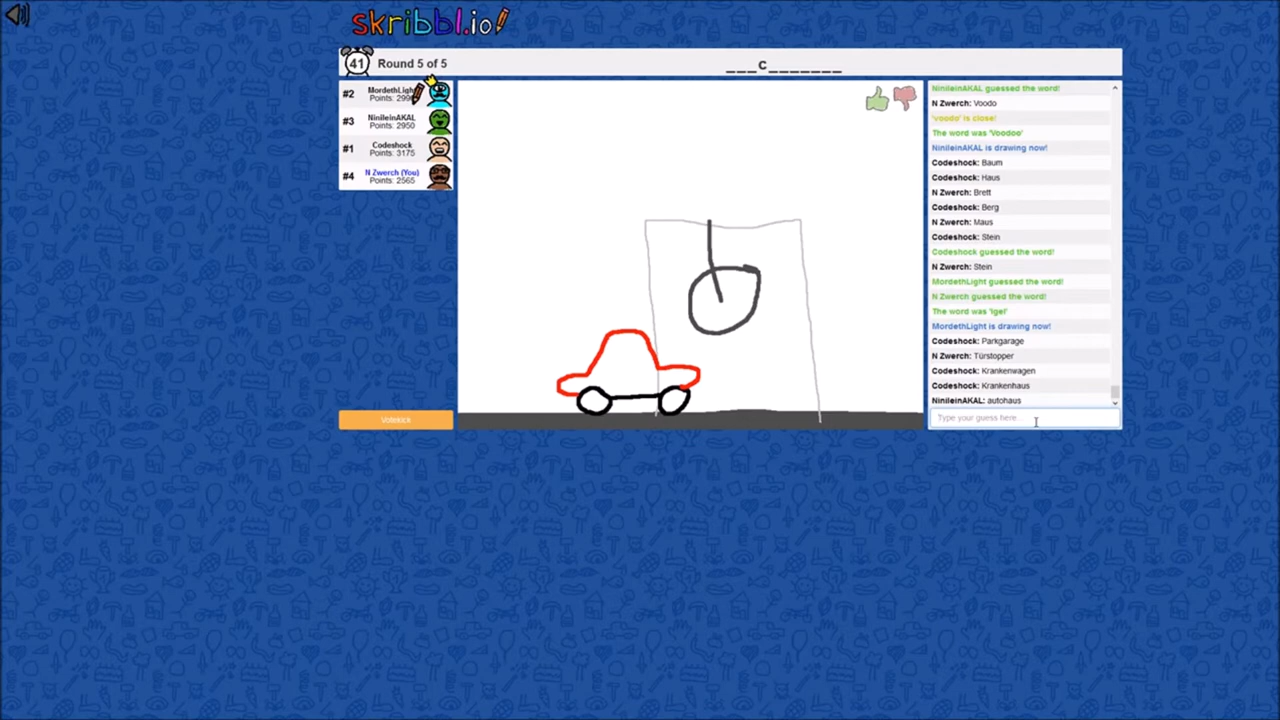 skribbl.io
41
Round 5 of 5
___c_______
#2
MordethLight
Points: 299
#3
NinileinAKAL
Points: 2950
#1
Codeshock
Points: 3175
#4
N Zwerch (You)
Points: 2565
Votekick
NinileinAKAL guessed the word!
N Zwerch: Voodo
'voodo' is close!
The word was 'Voodoo'
NinileinAKAL is drawing now!
Codeshock: Baum
Codeshock: Haus
N Zwerch: Brett
Codeshock: Berg
N Zwerch: Maus
Codeshock: Stein
Codeshock guessed the word!
N Zwerch: Stein
MordethLight guessed the word!
N Zwerch guessed the word!
The word was 'Igel'
MordethLight is drawing now!
Codeshock: Parkgarage
N Zwerch: Türstopper
Codeshock: Krankenwagen
Codeshock: Krankenhaus
NinileinAKAL: autohaus
Type your guess here...